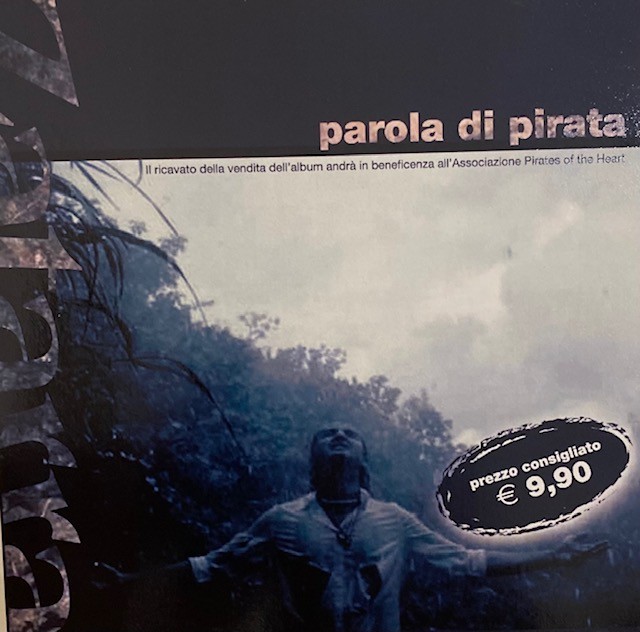 parola di pirata
Il ricavato della vendita dell'album andrà in beneficenza all'Associazione Pirates of the Heart
prezzo consigliato
€ 9,90